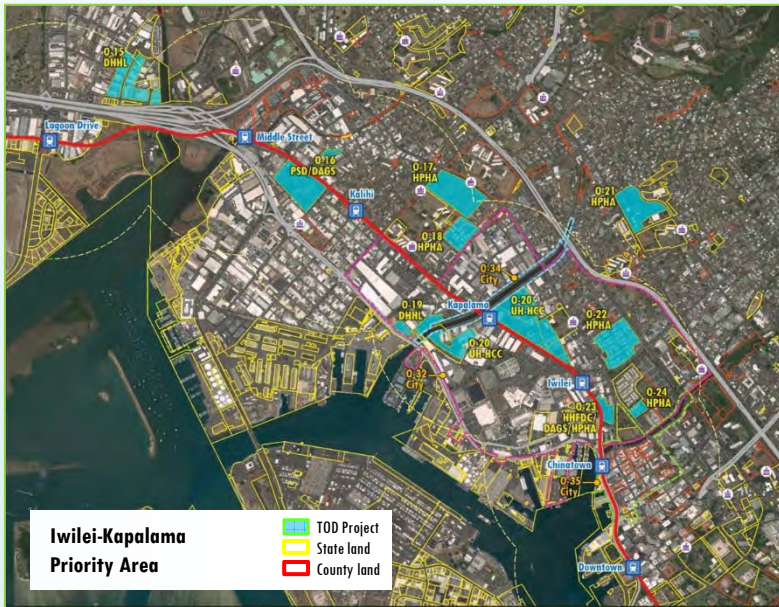 O-15
DHHL
Lagoon Drive
Middle Street
O-16
PSD/DAGS
O-17
HPHA
Kalihi
O-21
HPHA
O-18
HPHA
O-34
City
O-19
DHHL
Kapalama
O-20
UH-HCC
O-20
UH-HCC
O-22
HPHA
O-32
City
Iwilei
O-24
HPHA
O-23
HHFDC/
DAGS/HPHA
Chinatown
O-35
City
Downtown
Iwilei-Kapalama
Priority Area
TOD Project
State land
County land